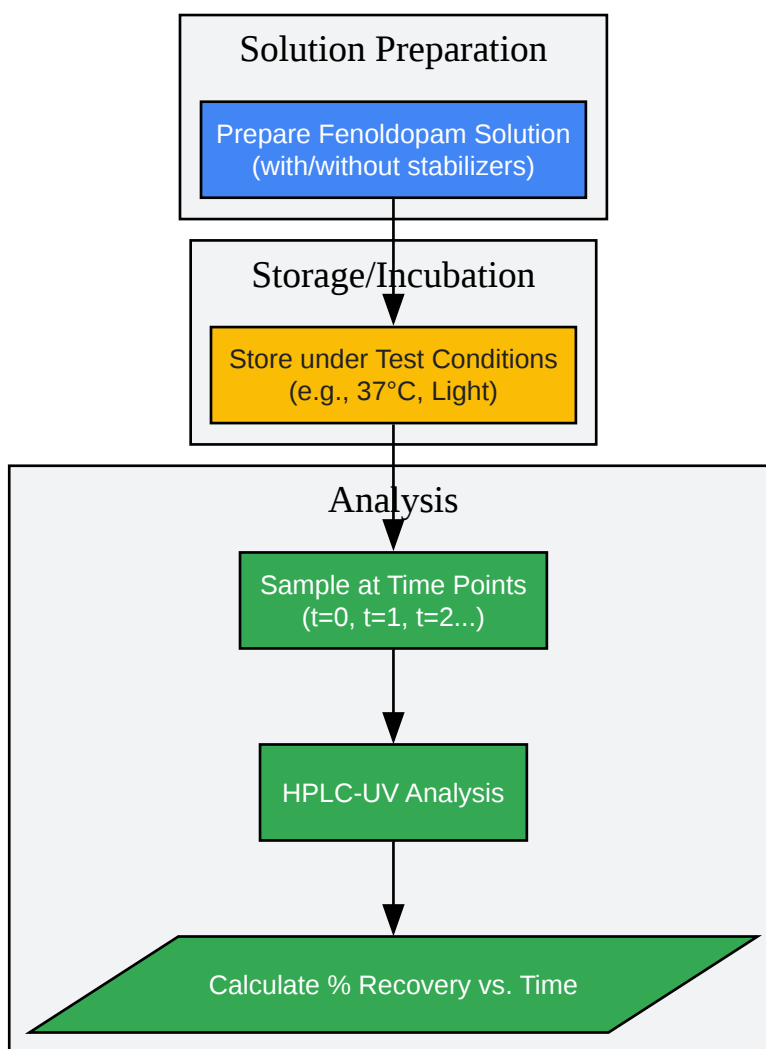 Solution Preparation
Prepare Fenoldopam Solution
(with/without stabilizers)
Storage/Incubation
Store under Test Conditions
(e.g., 37°C, Light)
Analysis
Sample at Time Points
(t=0, t=1, t=2...)
HPLC-UV Analysis
Calculate % Recovery vs. Time